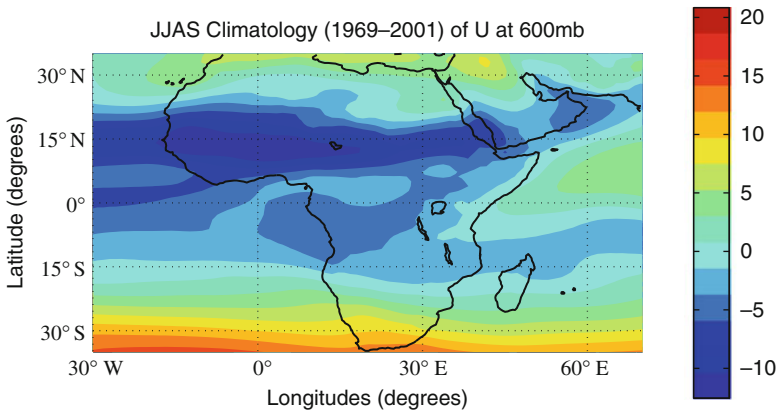 JJAS Climatology (1969–2001) of U at 600mb
Latitude (degrees)
30° N
15° N
0°
15° S
30° S
30° W
0°
30° E
60° E
Longitudes (degrees)
20
15
10
5
0
−5
−10